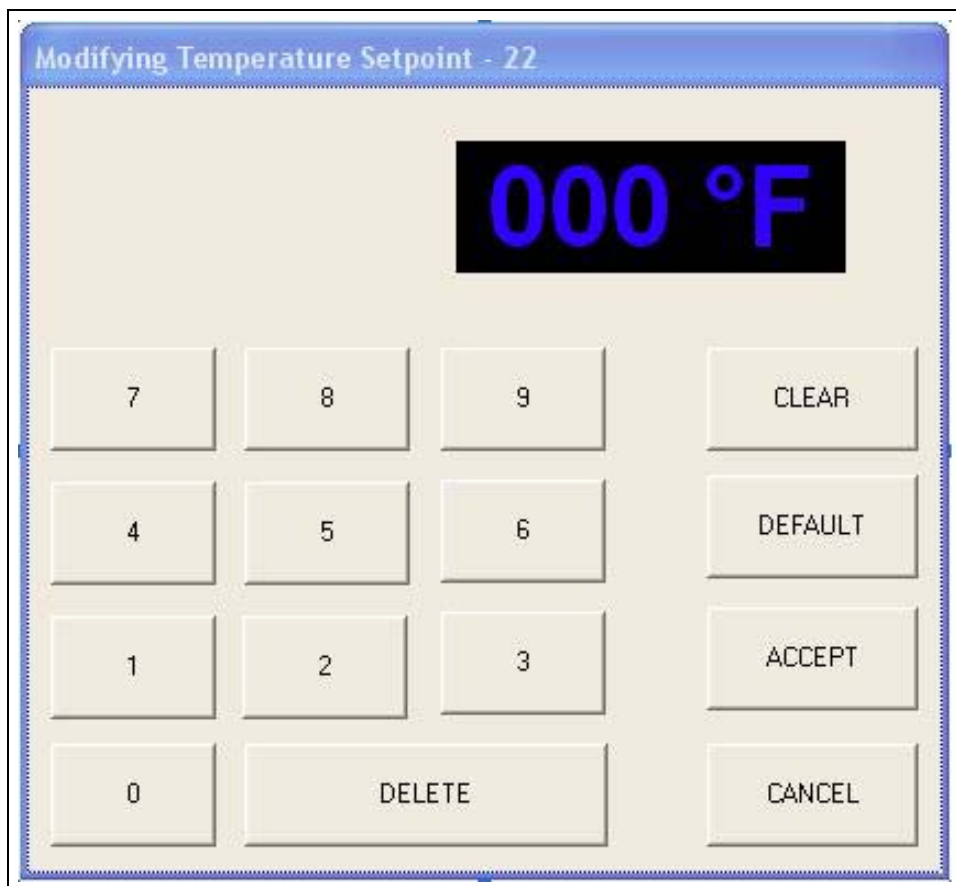 Modifying Temperature Setpoint - 22
000 °F
7 8 9 CLEAR
4 5 6 DEFAULT
1 2 3 ACCEPT
0 DELETE CANCEL